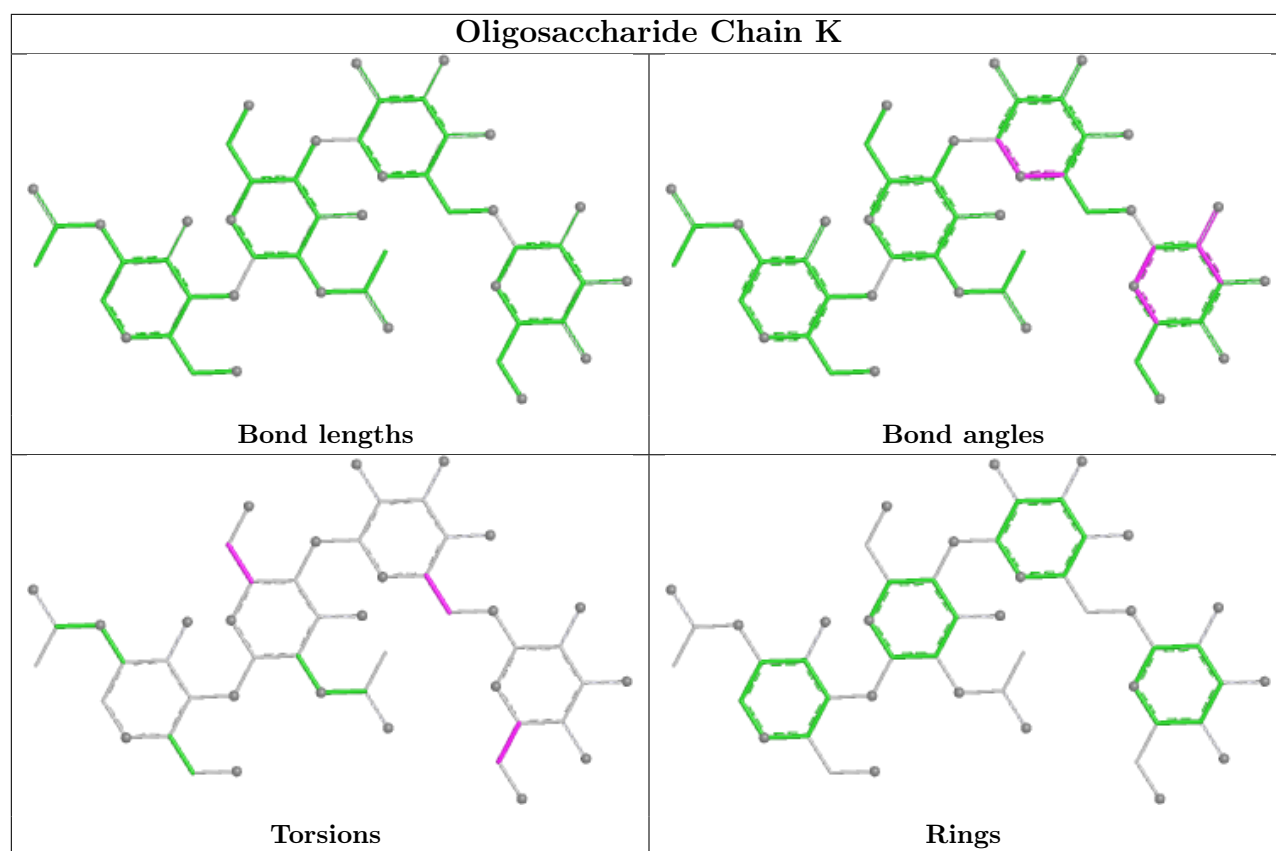 Oligosaccharide Chain K
Bond lengths
Bond angles
Torsions
Rings